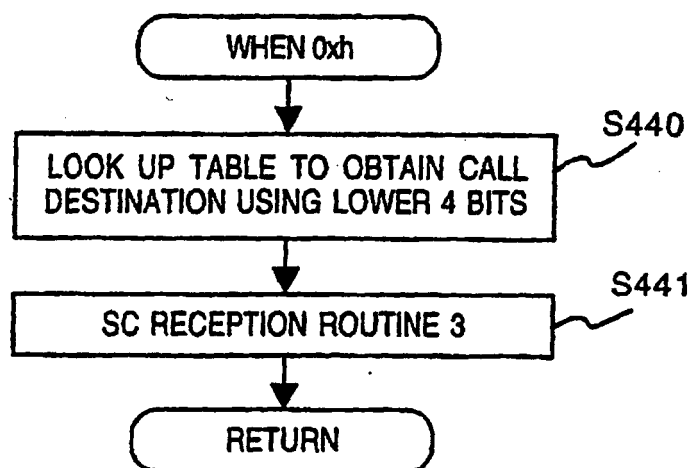 WHEN 0xh
S440
LOOK UP TABLE TO OBTAIN CALL
DESTINATION USING LOWER 4 BITS
S441
SC RECEPTION ROUTINE 3
RETURN